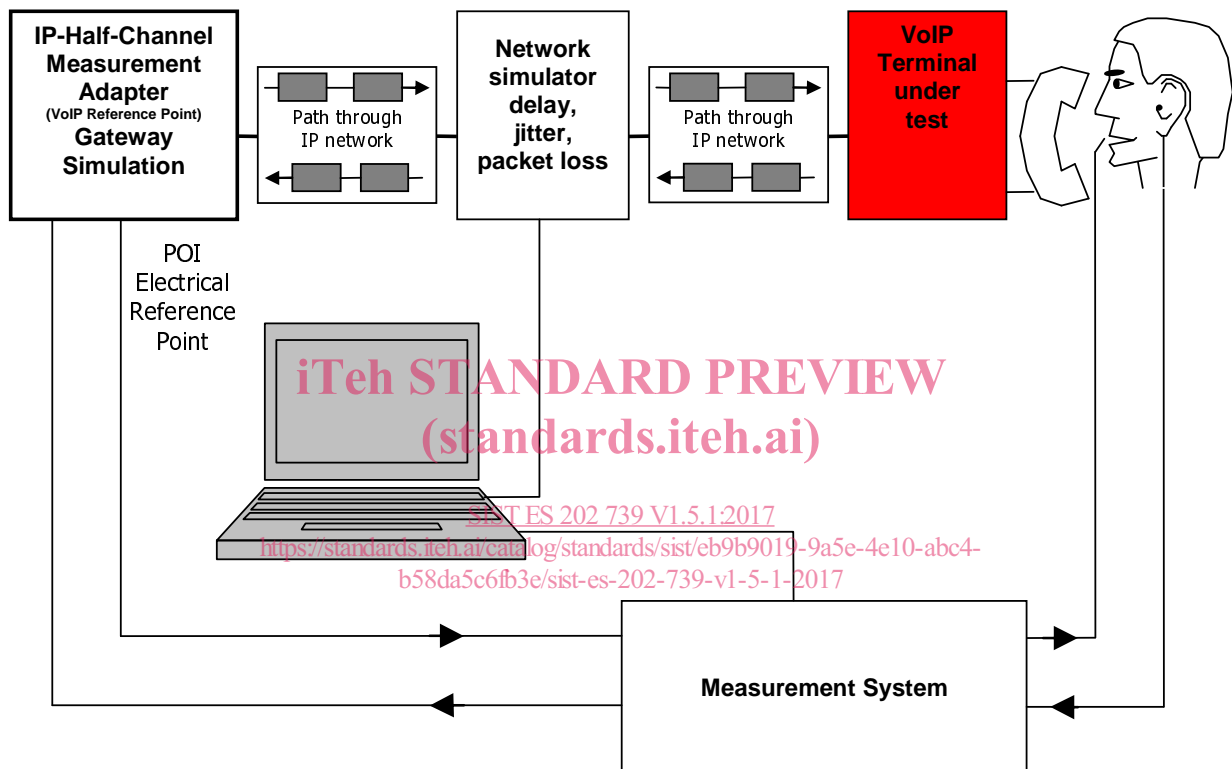 IP-Half-Channel
Measurement
Adapter
(VoIP Reference Point)
Gateway
Simulation
Path through
IP network
Network
simulator
delay,
jitter,
packet loss
Path through
IP network
VoIP
Terminal
under
test
POI
Electrical
Reference
Point
iTeh STANDARD PREVIEW
(standards.iteh.ai)
SIST ES 202 739 V1.5.1:2017
https://standards.iteh.ai/catalog/standards/sist/eb9b9019-9a5e-4e10-abc4-
b58da5c6fb3e/sist-es-202-739-v1-5-1-2017
Measurement System